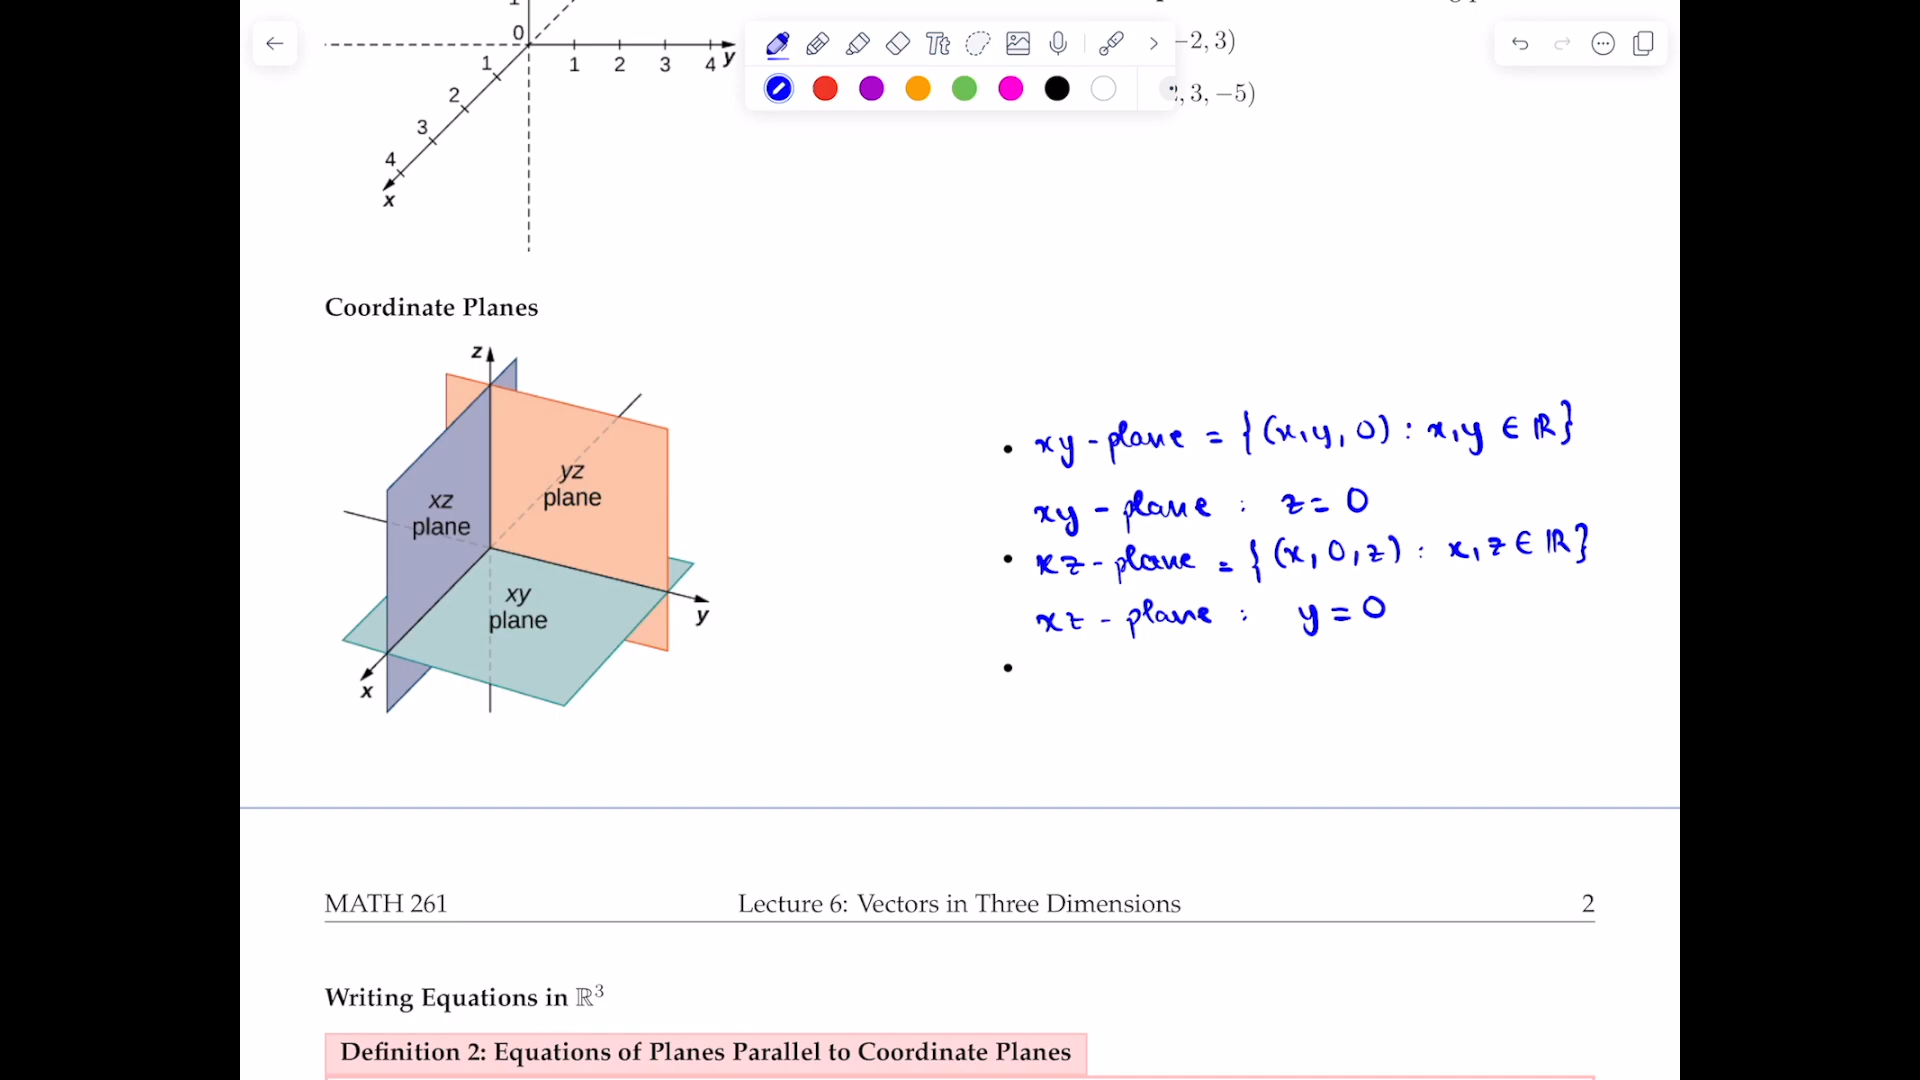 0
1 2 3 4 y
1
2
3
4
x
−2, 3)
, 3, −5)
Tt
Coordinate Planes
z
xz
plane
yz
plane
xy
plane
y
x
• xy - plane = {(x, y, 0) : x, y ∈ ℝ}
xy - plane : z = 0
• xz - plane = {(x, 0, z) : x, z ∈ ℝ}
xz - plane : y = 0
•
MATH 261 Lecture 6: Vectors in Three Dimensions 2
Writing Equations in ℝ³
Definition 2: Equations of Planes Parallel to Coordinate Planes